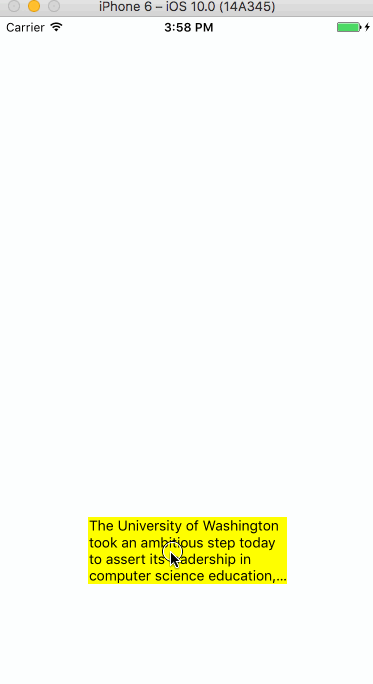 iPhone 6 – iOS 10.0 (14A345)
Carrier 3:58 PM
The University of Washington
took an ambitious step today
to assert its leadership in
computer science education,...